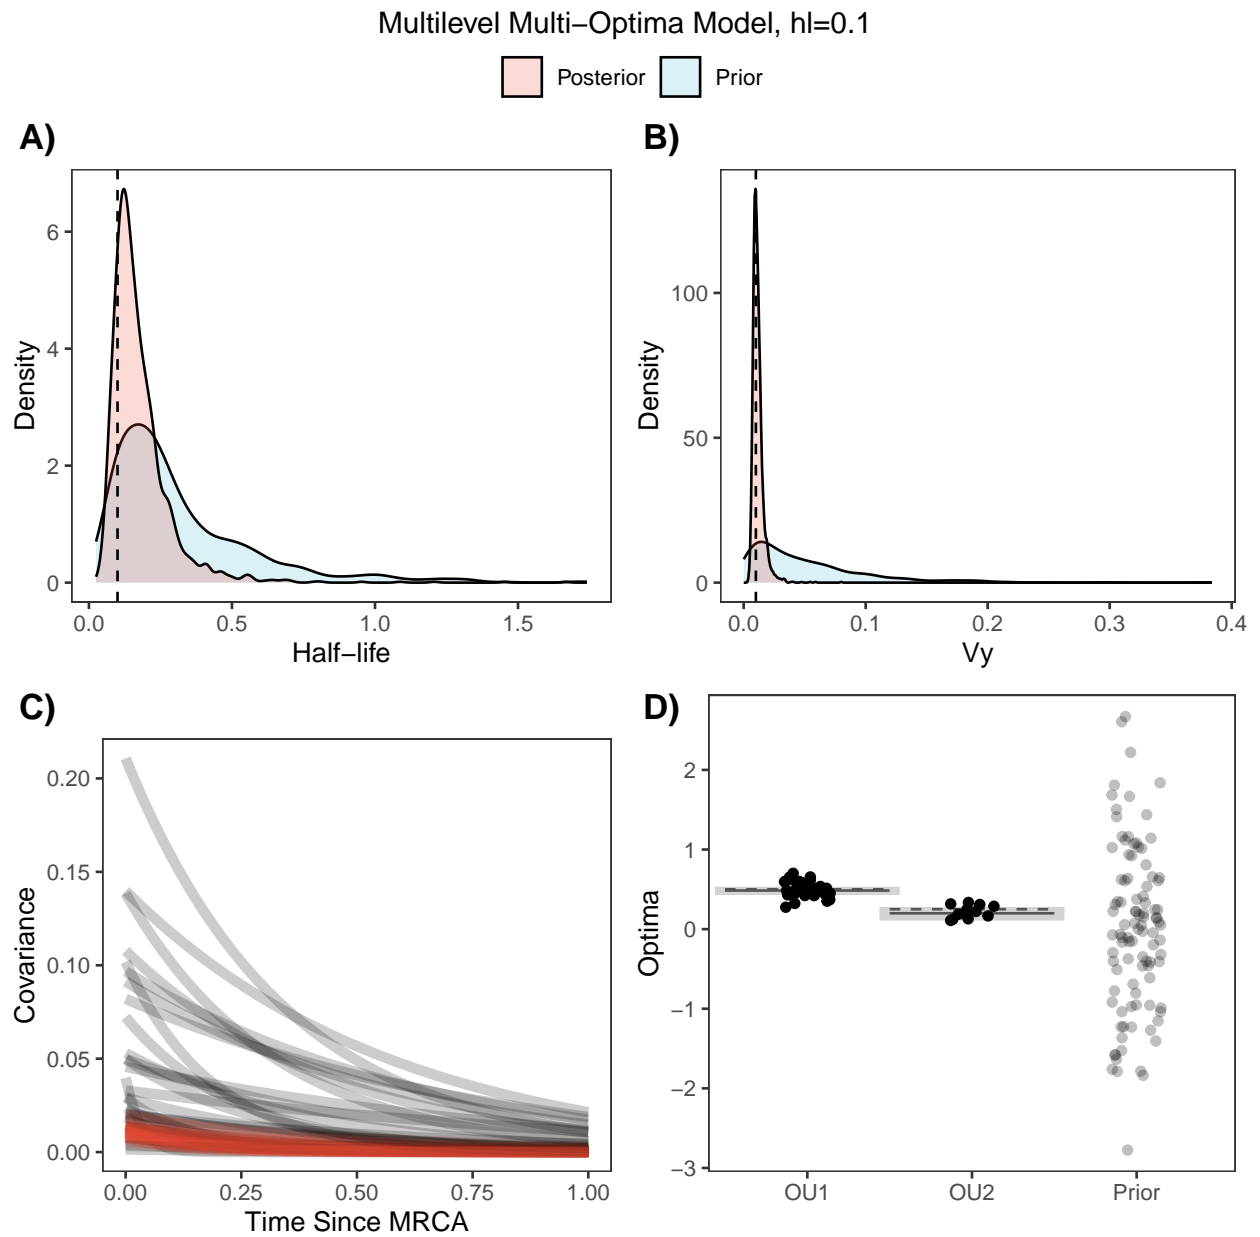 Multilevel Multi−Optima Model, hl=0.1
Posterior Prior
A)
6
4
2
0
Density
0.0 0.5 1.0 1.5
Half−life
B)
100
50
0
Density
0.0 0.1 0.2 0.3 0.4
Vy
C)
0.20
0.15
0.10
0.05
0.00
Covariance
0.00 0.25 0.50 0.75 1.00
Time Since MRCA
D)
2
1
0
−1
−2
−3
Optima
OU1 OU2 Prior